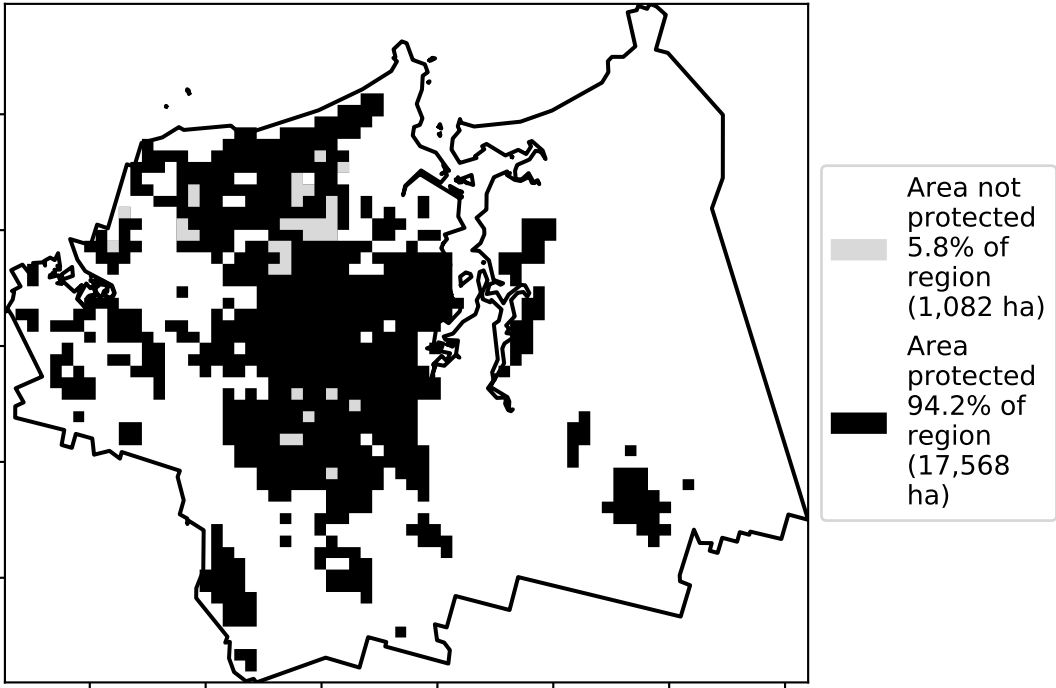 Area not
protected
5.8% of
region
(1,082 ha)
Area
protected
94.2% of
region
(17,568
ha)